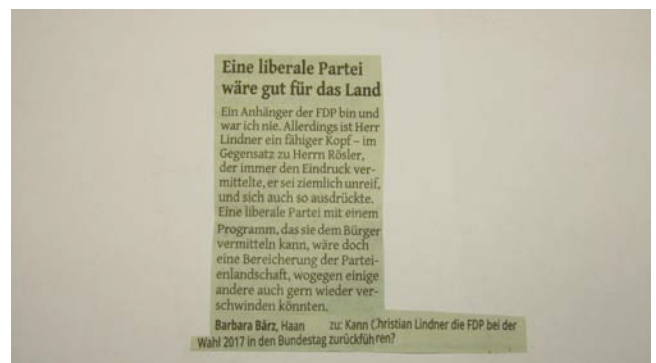 Eine liberale Partei
wäre gut für das Land
Ein Anhänger der FDP bin und
war ich nie. Allerdings ist Herr
Lindner ein fähiger Kopf – im
Gegensatz zu Herrn Rösler,
der immer den Eindruck ver-
mittelte, er sei ziemlich unreif,
und sich auch so ausdrückte.
Eine liberale Partei mit einem
Programm, das sie dem Bürger
vermitteln kann, wäre doch
eine Bereicherung der Partei-
enlandschaft, wogegen einige
andere auch gern wieder ver-
schwinden könnten.
Barbara Bärz, Haan zu: Kann Christian Lindner die FDP bei der
Wahl 2017 in den Bundestag zurückführen?